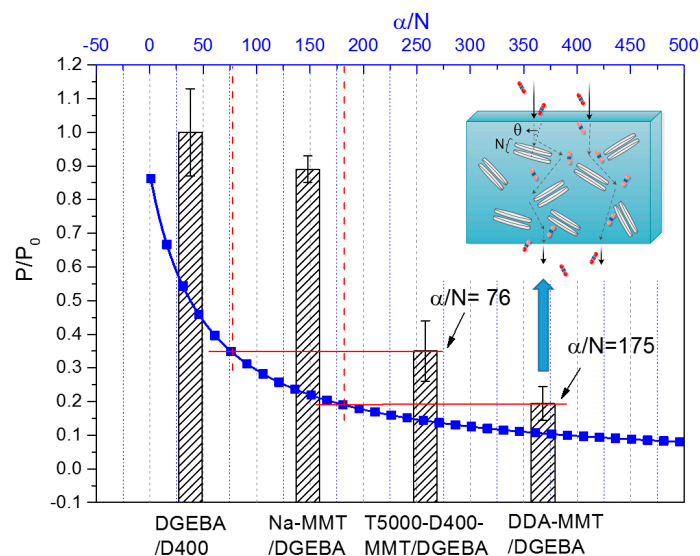 α/N
-50 0 50 100 150 200 250 300 350 400 450 500
1.2
1.1
1.0
0.9
0.8
0.7
0.6
0.5
0.4
0.3
0.2
0.1
0.0
-0.1
P/P0
θ
N
α/N= 76
α/N=175
DGEBA
/D400
Na-MMT
/DGEBA
T5000-D400-
MMT/DGEBA
DDA-MMT
/DGEBA